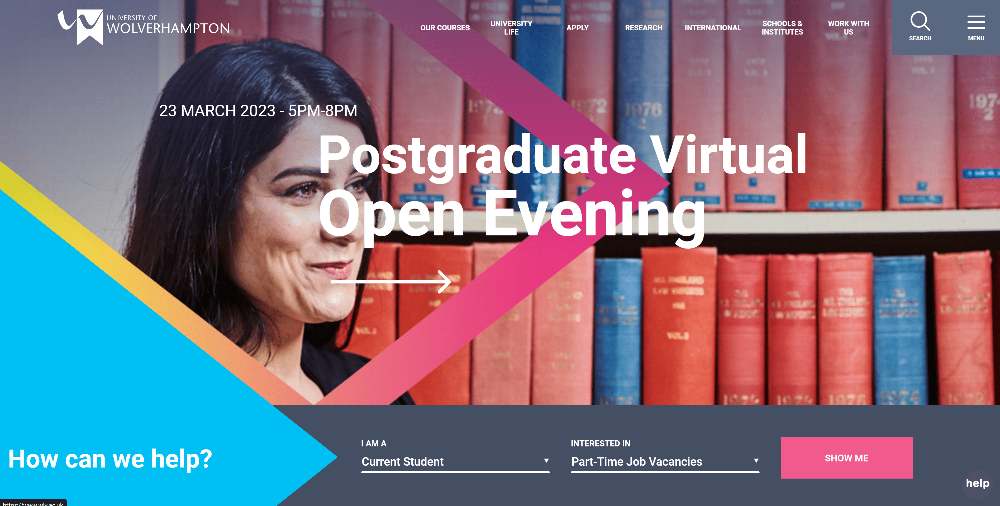 UNIVERSITY OF
WOLVERHAMPTON
OUR COURSES
UNIVERSITY
LIFE
APPLY
RESEARCH
INTERNATIONAL
SCHOOLS &
INSTITUTES
WORK WITH
US
SEARCH
MENU
23 MARCH 2023 - 5PM-8PM
Postgraduate Virtual
Open Evening
1972
1976
How can we help?
I AM A
Current Student
INTERESTED IN
Part-Time Job Vacancies
SHOW ME
help